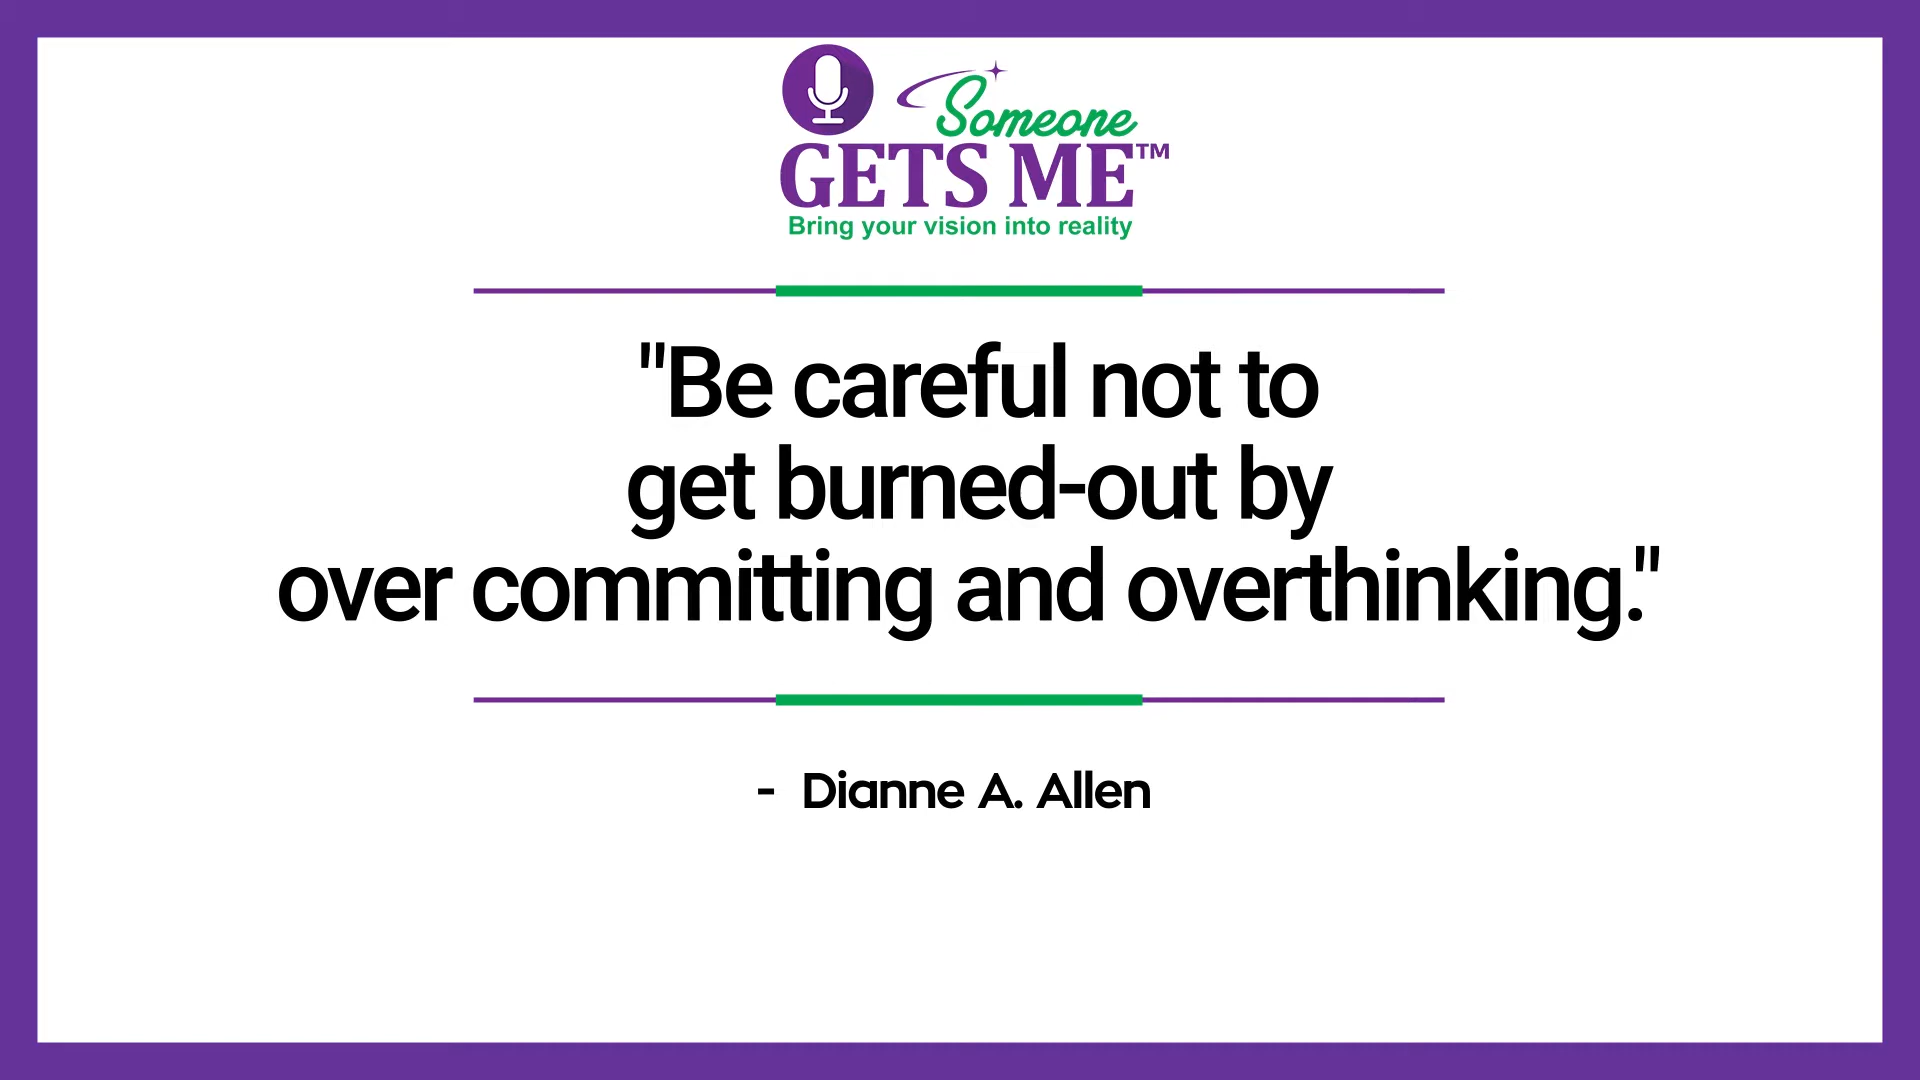 Someone
GETS ME™
Bring your vision into reality
"Be careful not to
get burned-out by
over committing and overthinking."
- Dianne A. Allen